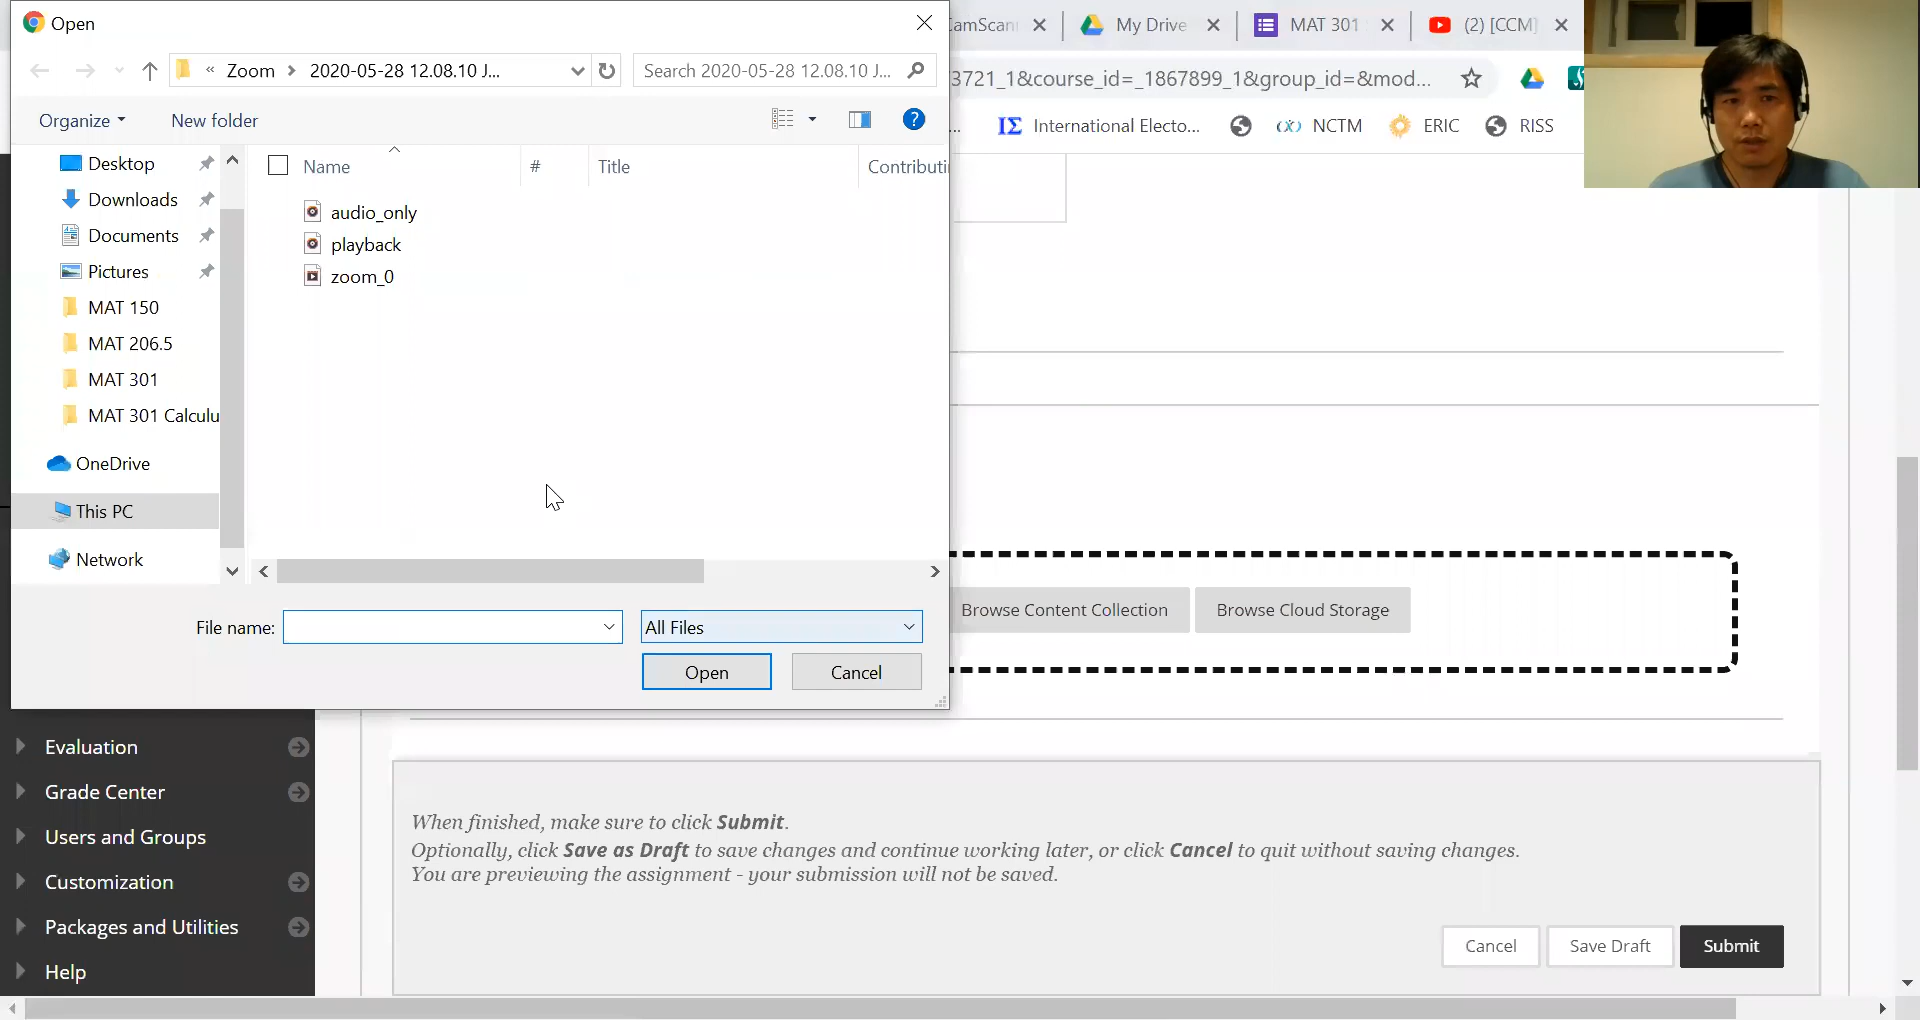 Open
« Zoom > 2020-05-28 12.08.10 J...
Search 2020-05-28 12.08.10 J...
Organize
New folder
?
Desktop
Downloads
Documents
Pictures
MAT 150
MAT 206.5
MAT 301
MAT 301 Calculu
OneDrive
This PC
Network
Name
#
Title
Contributi
audio_only
playback
zoom_0
File name:
All Files
Open
Cancel
CamScan
My Drive
MAT 301
(2) [CCM]
3721_1&course_id=_1867899_1&group_id=&mod...
... International Electo...
NCTM
ERIC
RISS
Browse Content Collection
Browse Cloud Storage
Evaluation
Grade Center
Users and Groups
Customization
Packages and Utilities
Help
When finished, make sure to click Submit.
Optionally, click Save as Draft to save changes and continue working later, or click Cancel to quit without saving changes.
You are previewing the assignment - your submission will not be saved.
Cancel
Save Draft
Submit